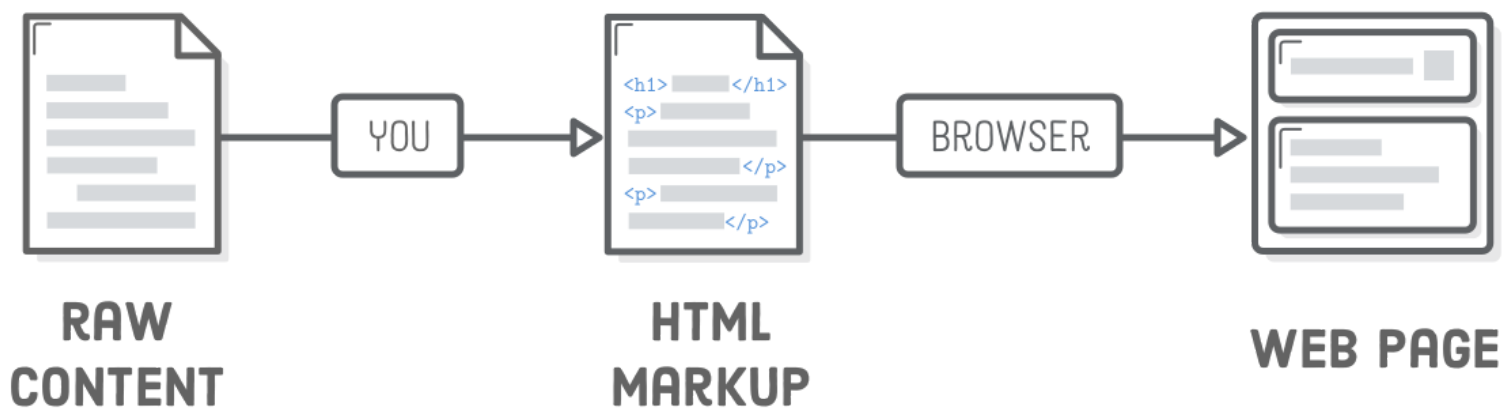 <h1> </h1>
<p>
</p>
<p>
</p>
YOU
BROWSER
RAW
CONTENT
HTML
MARKUP
WEB PAGE